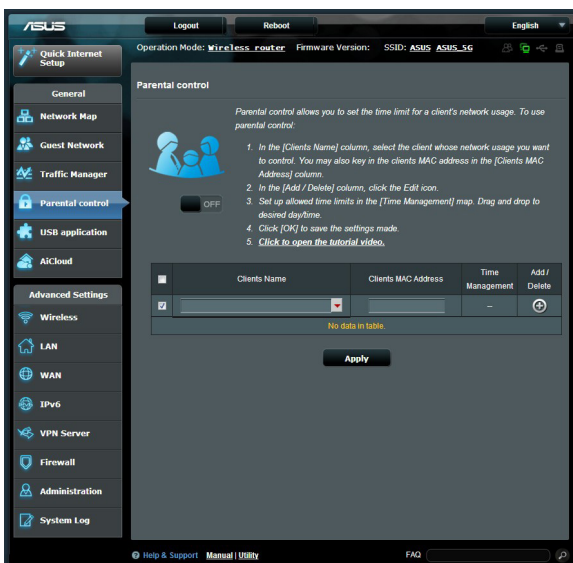 ASUS
Logout
Reboot
English
Quick Internet
Setup
Operation Mode: Wireless router Firmware Version: SSID: ASUS ASUS_5G
General
Network Map
Guest Network
Traffic Manager
Parental control
USB application
AiCloud
Advanced Settings
Wireless
LAN
WAN
IPv6
VPN Server
Firewall
Administration
System Log
Parental control
Parental control allows you to set the time limit for a client's network usage. To use
parental control:
1. In the [Clients Name] column, select the client whose network usage you want
to control. You may also key in the clients MAC address in the [Clients MAC
Address] column.
2. In the [Add / Delete] column, click the Edit icon.
3. Set up allowed time limits in the [Time Management] map. Drag and drop to
desired day/time.
4. Click [OK] to save the settings made.
5. Click to open the tutorial video.
OFF
Clients Name
Clients MAC Address
Time
Management
Add /
Delete
--
No data in table.
Apply
Help & Support Manual | Utility
FAQ